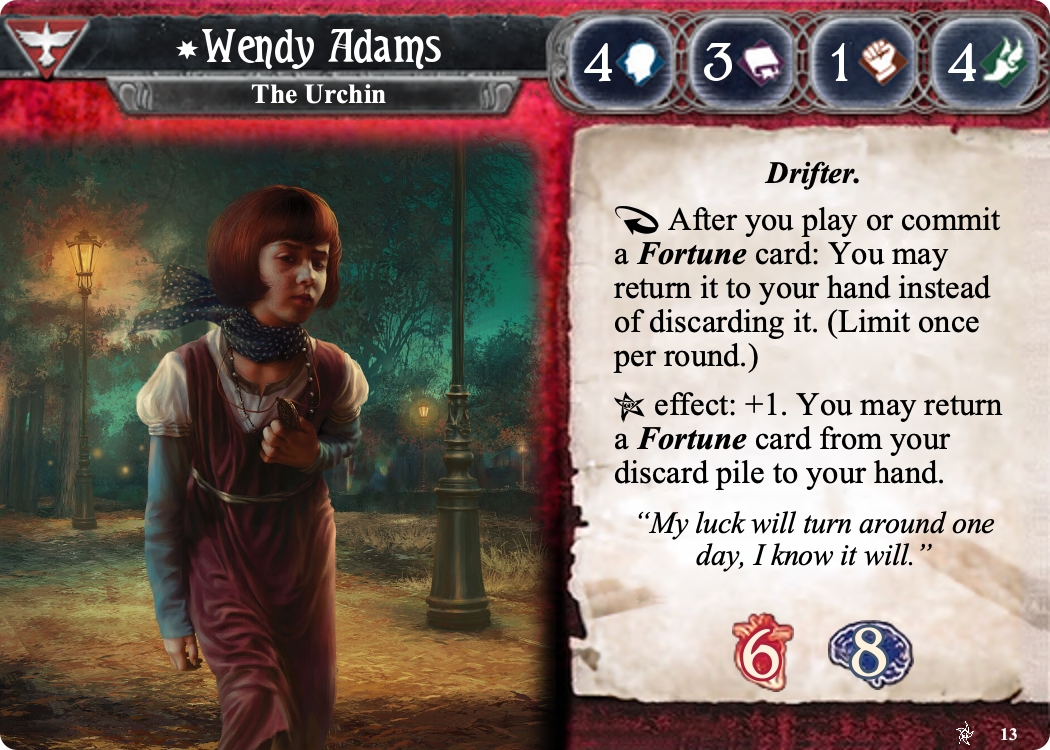 Wendy Adams
The Urchin
4 3 1 4
Drifter.
After you play or commit
a Fortune card: You may
return it to your hand instead
of discarding it. (Limit once
per round.)
effect: +1. You may return
a Fortune card from your
discard pile to your hand.
“My luck will turn around one
day, I know it will.”
6 8
13